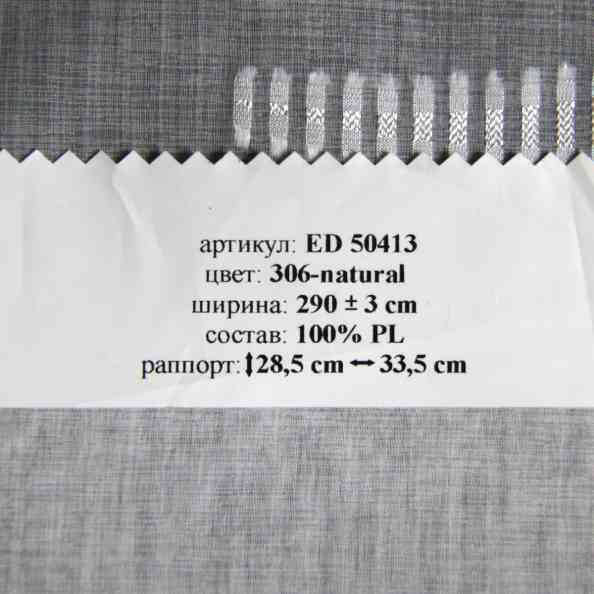 артикул: ED 50413
цвет: 306-natural
ширина: 290 ± 3 cm
состав: 100% PL
раппорт:↕28,5 cm ↔ 33,5 cm